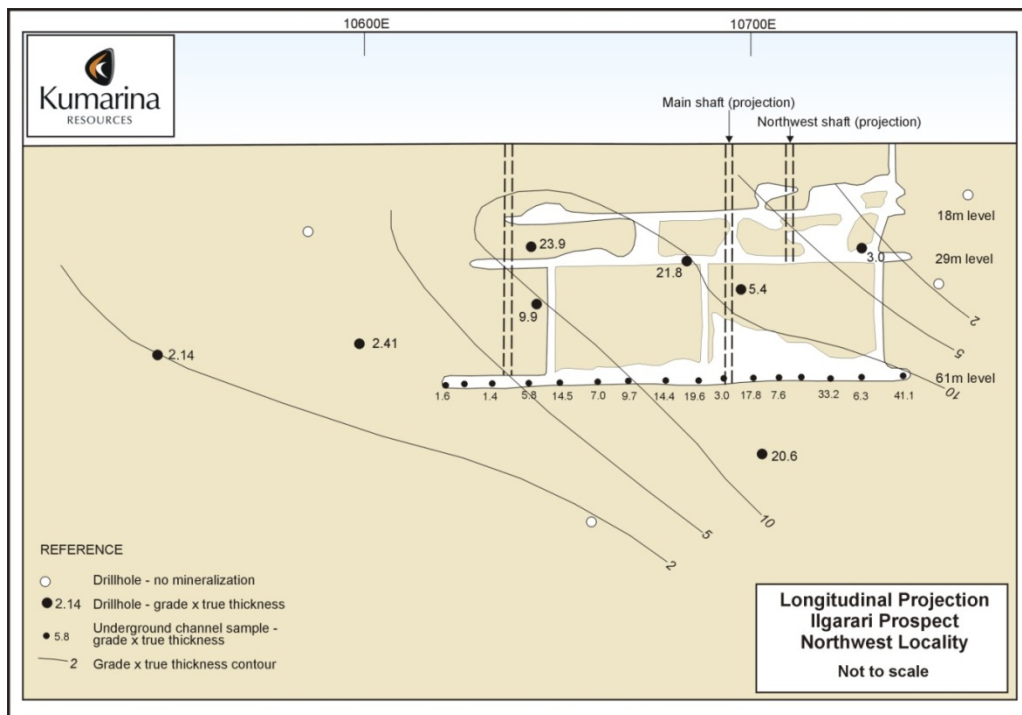 10600E
10700E
Kumarina
RESOURCES
Main shaft (projection)
Northwest shaft (projection)
18m level
23.9
3.0
29m level
21.8
5.4
9.9
2
2.41
2.14
5
61m level
10
1.6
1.4
5.8
14.5
7.0
9.7
14.4
19.6
3.0
17.8
7.6
33.2
6.3
41.1
20.6
10
5
2
REFERENCE
Drillhole - no mineralization
2.14 Drillhole - grade x true thickness
5.8 Underground channel sample -
grade x true thickness
2 Grade x true thickness contour
Longitudinal Projection
Ilgarari Prospect
Northwest Locality
Not to scale